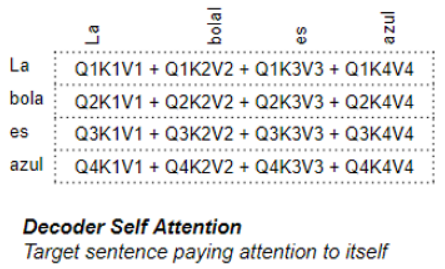 La bolal es azul
La Q1K1V1 + Q1K2V2 + Q1K3V3 + Q1K4V4
bola Q2K1V1 + Q2K2V2 + Q2K3V3 + Q2K4V4
es Q3K1V1 + Q3K2V2 + Q3K3V3 + Q3K4V4
azul Q4K1V1 + Q4K2V2 + Q4K3V3 + Q4K4V4
Decoder Self Attention
Target sentence paying attention to itself